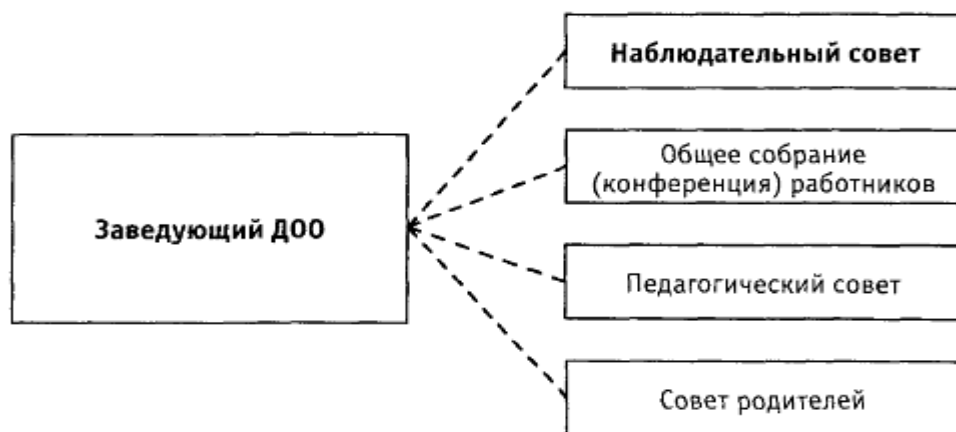 Наблюдательный совет
Общее собрание
(конференция) работников
Заведующий ДОО
Педагогический совет
Совет родителей